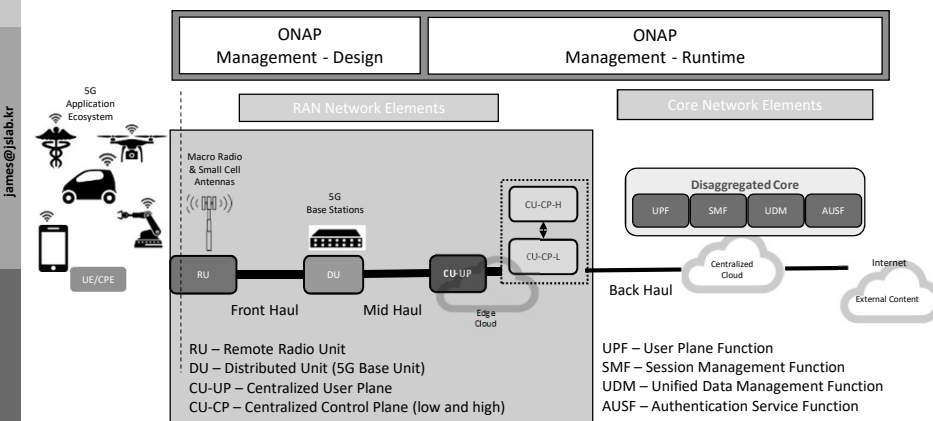 james@jslab.kr
ONAP
Management - Design
ONAP
Management - Runtime
RAN Network Elements
Core Network Elements
5G
Application
Ecosystem
UE/CPE
Macro Radio
& Small Cell
Antennas
5G
Base Stations
RU
DU
CU-UP
CU-CP-H
CU-CP-L
Front Haul
Mid Haul
Edge
Cloud
Back Haul
Disaggregated Core
UPF
SMF
UDM
AUSF
Centralized
Cloud
Internet
External Content
RU – Remote Radio Unit
DU – Distributed Unit (5G Base Unit)
CU-UP – Centralized User Plane
CU-CP – Centralized Control Plane (low and high)
UPF – User Plane Function
SMF – Session Management Function
UDM – Unified Data Management Function
AUSF – Authentication Service Function